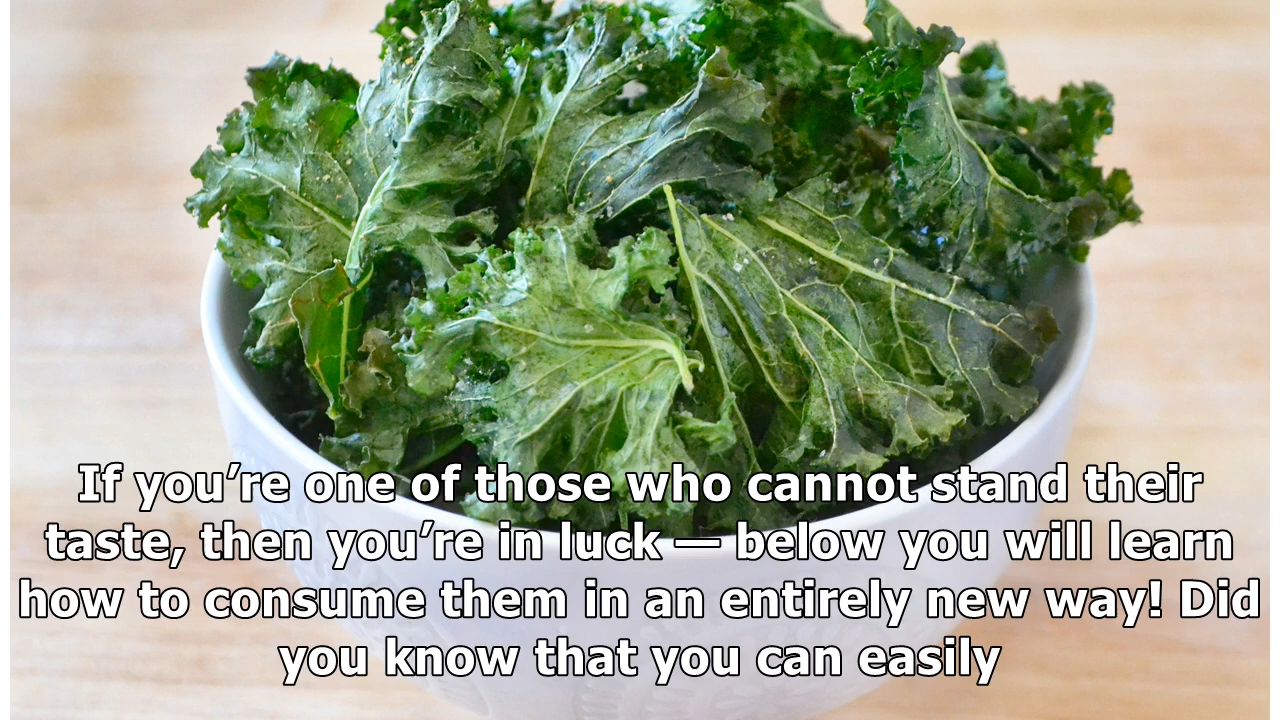 If you’re one of those who cannot stand their
taste, then you’re in luck — below you will learn
how to consume them in an entirely new way! Did
you know that you can easily